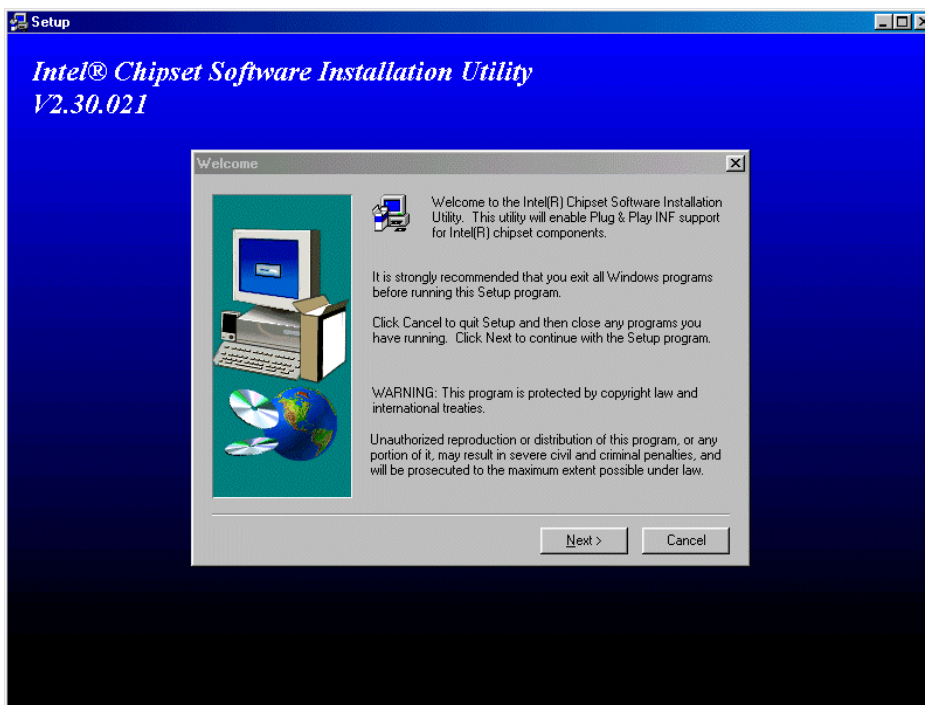 Setup
Intel® Chipset Software Installation Utility
V2.30.021
Welcome
Welcome to the Intel(R) Chipset Software Installation
Utility.  This utility will enable Plug & Play INF support
for Intel(R) chipset components.
It is strongly recommended that you exit all Windows programs
before running this Setup program.
Click Cancel to quit Setup and then close any programs you
have running.  Click Next to continue with the Setup program.
WARNING: This program is protected by copyright law and
international treaties.
Unauthorized reproduction or distribution of this program, or any
portion of it, may result in severe civil and criminal penalties, and
will be prosecuted to the maximum extent possible under law.
Next > Cancel